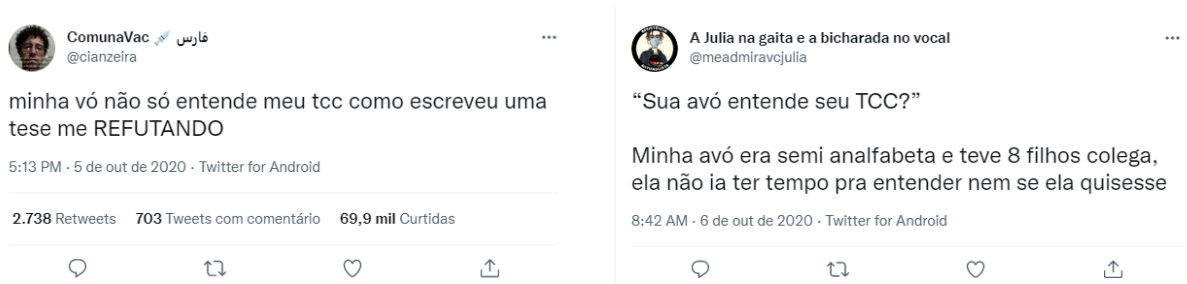 ComunaVac 💉 فارس
@cianzeira
minha vó não só entende meu tcc como escreveu uma
tese me REFUTANDO
5:13 PM · 5 de out de 2020 · Twitter for Android
2.738 Retweets 703 Tweets com comentário 69,9 mil Curtidas
A Julia na gaita e a bicharada no vocal
@meadmiravcjulia
“Sua avó entende seu TCC?”
Minha avó era semi analfabeta e teve 8 filhos colega,
ela não ia ter tempo pra entender nem se ela quisesse
8:42 AM · 6 de out de 2020 · Twitter for Android